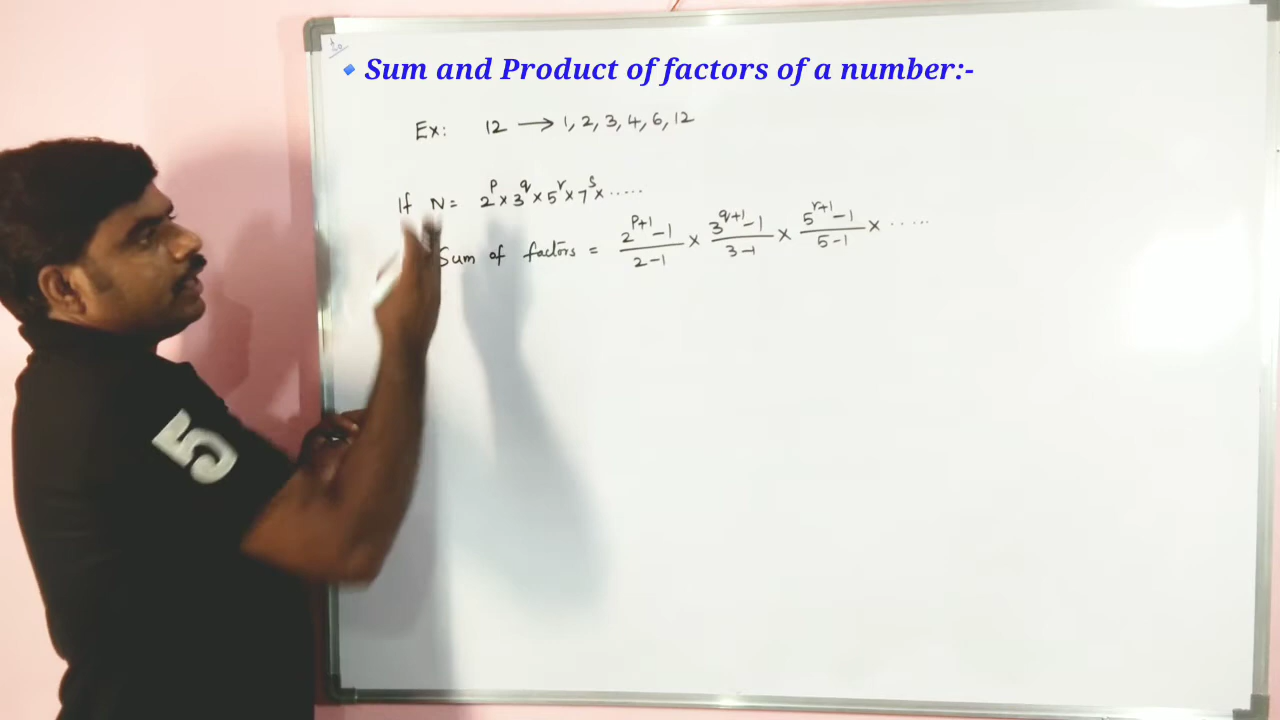 Sum and Product of factors of a number:-
Ex: 12 → 1, 2, 3, 4, 6, 12
If N = 2^p × 3^q × 5^r × 7^s × .....
Sum of factors = (2^(p+1) - 1)/(2-1) × (3^(q+1) - 1)/(3-1) × (5^(r+1) - 1)/(5-1) × .....
5